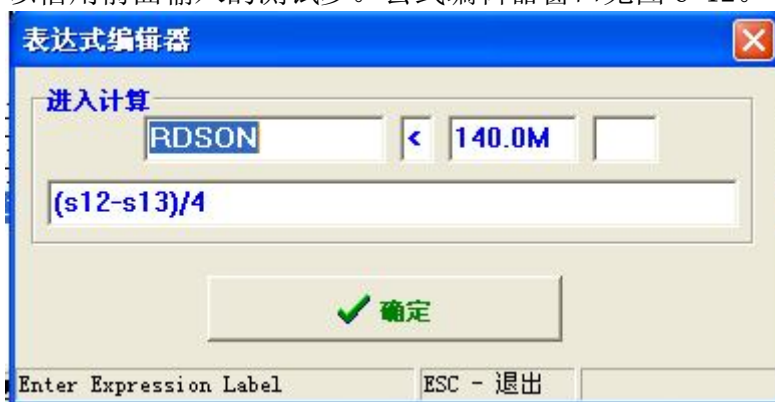 表达式编辑器
进入计算
RDSON < 140.0M
(s12-s13)/4
确定
Enter Expression Label ESC - 退出